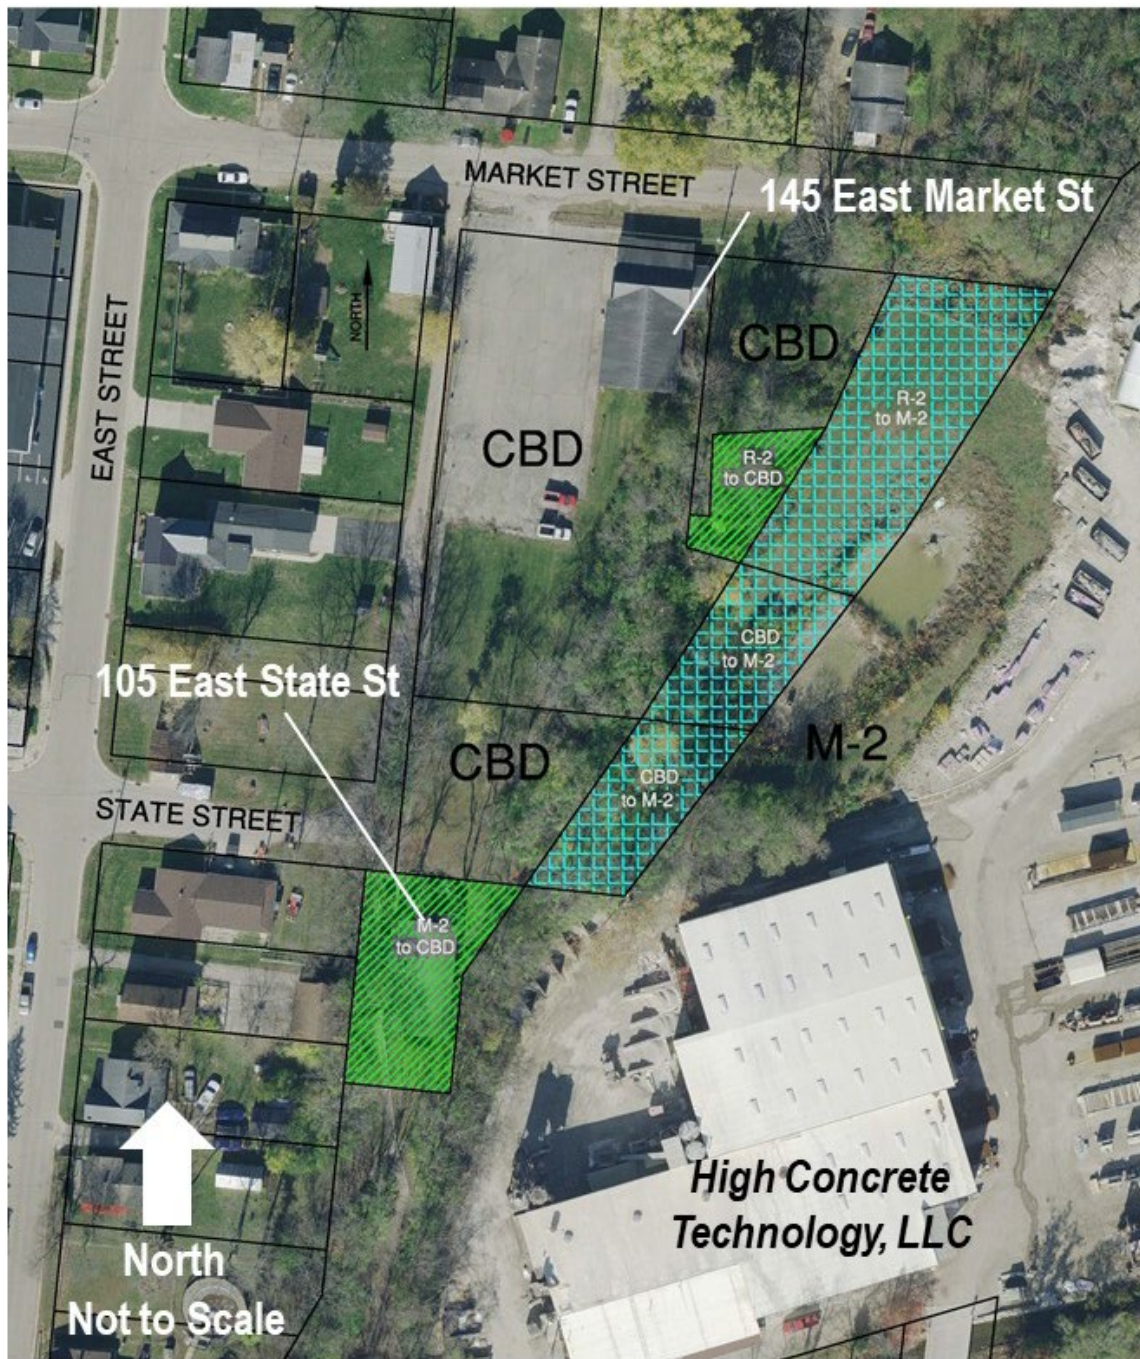 MARKET STREET
145 East Market St
NORTH
EAST STREET
CBD
R-2
to M-2
CBD
R-2
to CBD
CBD
to M-2
105 East State St
M-2
CBD
CBD
to M-2
STATE STREET
M-2
to CBD
High Concrete
Technology, LLC
North
Not to Scale